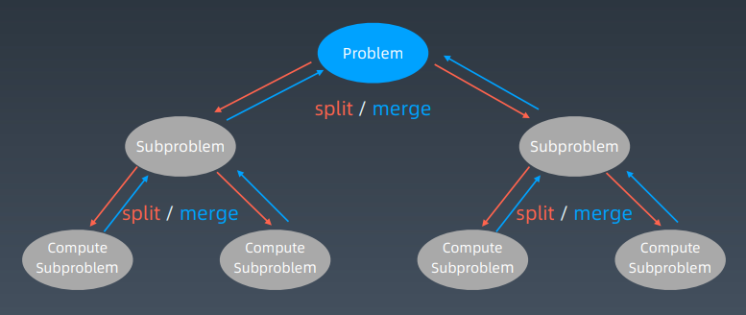 Problem
split / merge
Subproblem
Subproblem
split / merge
split / merge
Compute
Subproblem
Compute
Subproblem
Compute
Subproblem
Compute
Subproblem